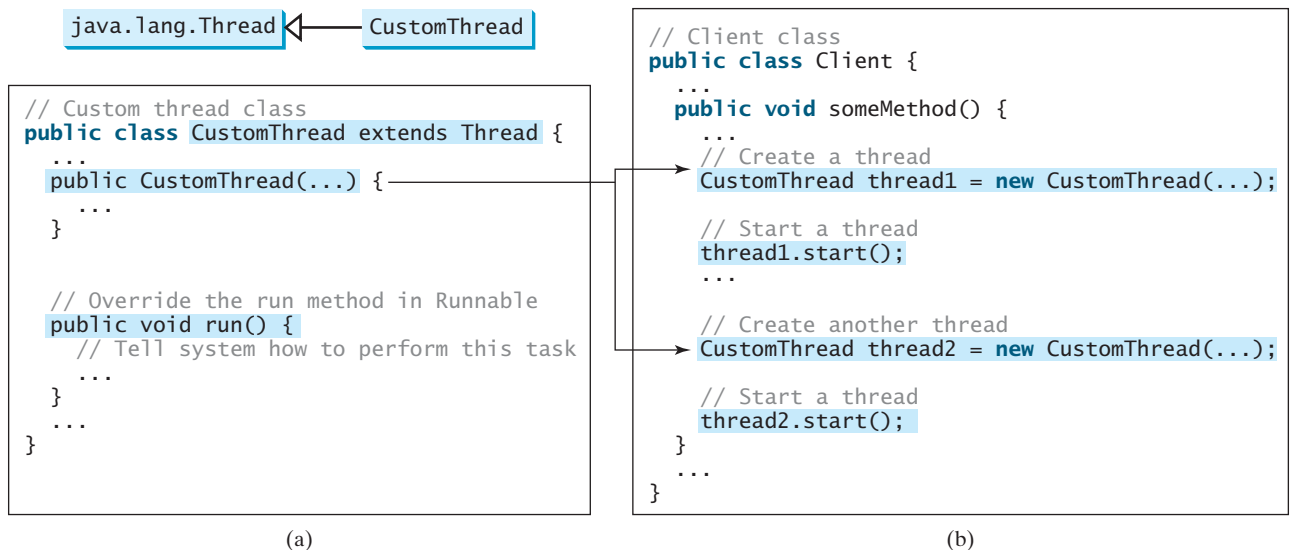 java.lang.Thread
CustomThread
// Custom thread class
public class CustomThread extends Thread {
...
public CustomThread(...) {
...
}
// Override the run method in Runnable
public void run() {
// Tell system how to perform this task
...
}
...
}
(a)
// Client class
public class Client {
...
public void someMethod() {
...
// Create a thread
CustomThread thread1 = new CustomThread(...);
// Start a thread
thread1.start();
...
// Create another thread
CustomThread thread2 = new CustomThread(...);
// Start a thread
thread2.start();
}
...
}
(b)